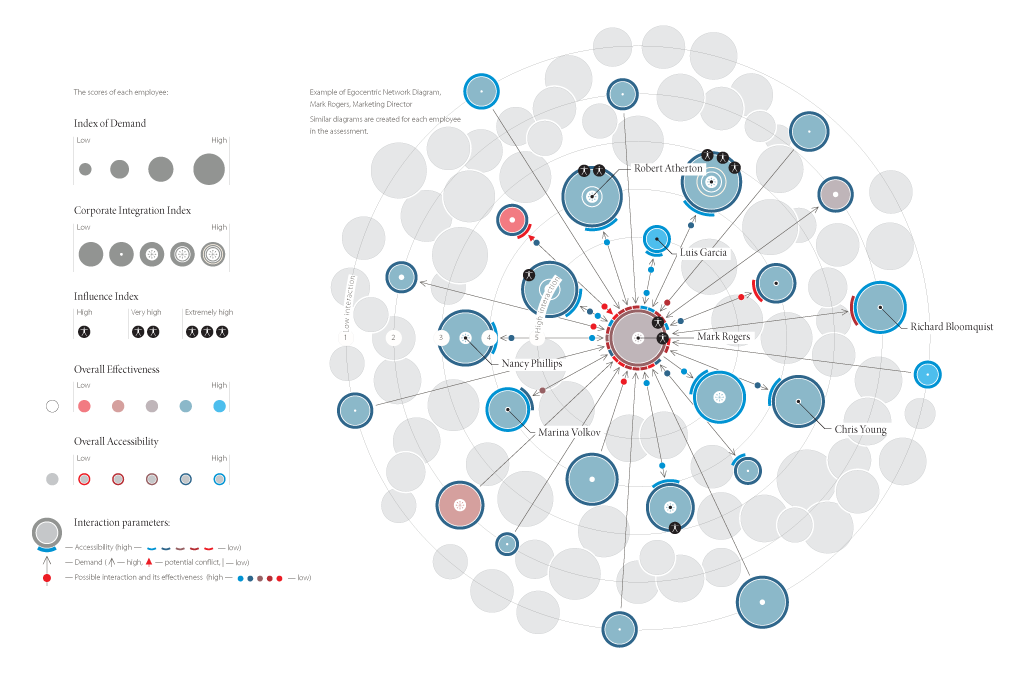 The scores of each employee:
Index of Demand
Low High
Corporate Integration Index
Low High
Influence Index
High Very high Extremely high
Overall Effectiveness
Low High
Overall Accessibility
Low High
Interaction parameters:
— Accessibility (high — — low)
— Demand ( — high, — potential conflict, | — low)
— Possible interaction and its effectiveness (high — — low)
Example of Egocentric Network Diagram,
Mark Rogers, Marketing Director
Similar diagrams are created for each employee
in the assessment.
Robert Atherton
Luis Garcia
Low interaction
High interaction
1 2 3 4 5
Mark Rogers
Richard Bloomquist
Nancy Phillips
Marina Volkov
Chris Young